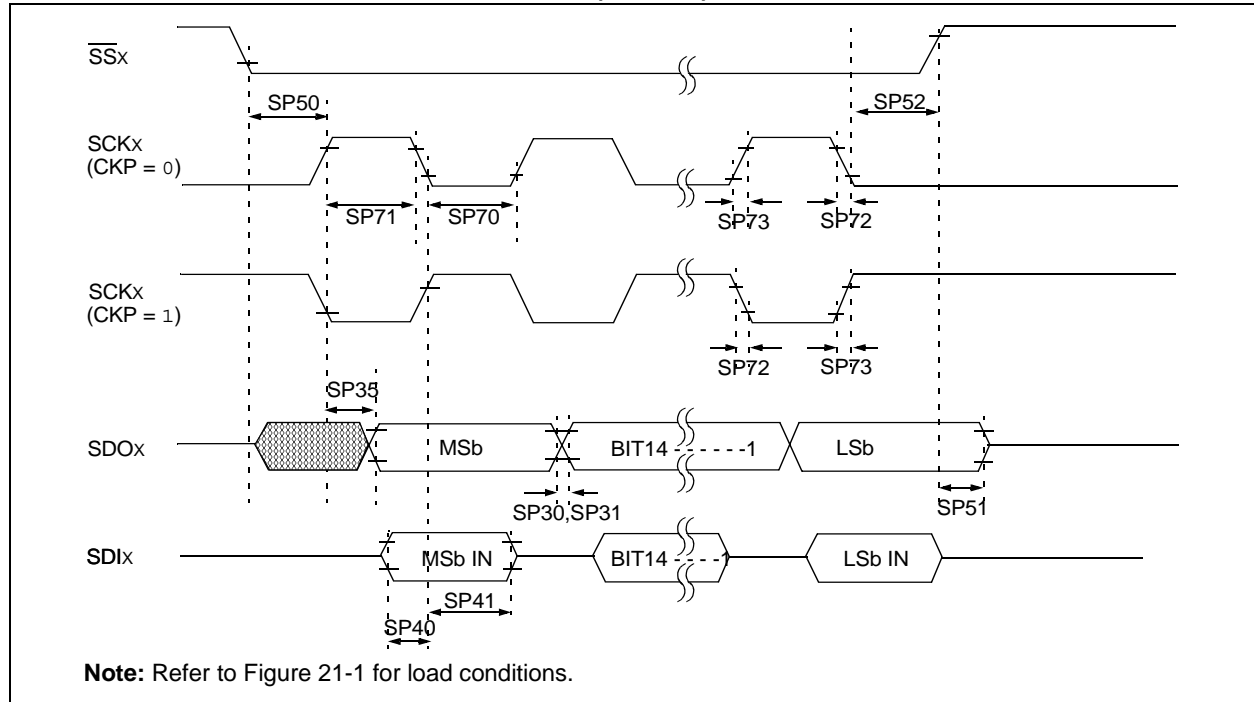 SSX
SP50
SP52
SCKX
(CKP = 0)
SP71
SP70
SP73
SP72
SCKX
(CKP = 1)
SP72
SP73
SP35
SDOX
MSb
BIT14 - - - - - -1
LSb
SP30,SP31
SP51
SDIX
MSb IN
BIT14 - - - - -1
LSb IN
SP41
SP40
Note: Refer to Figure 21-1 for load conditions.